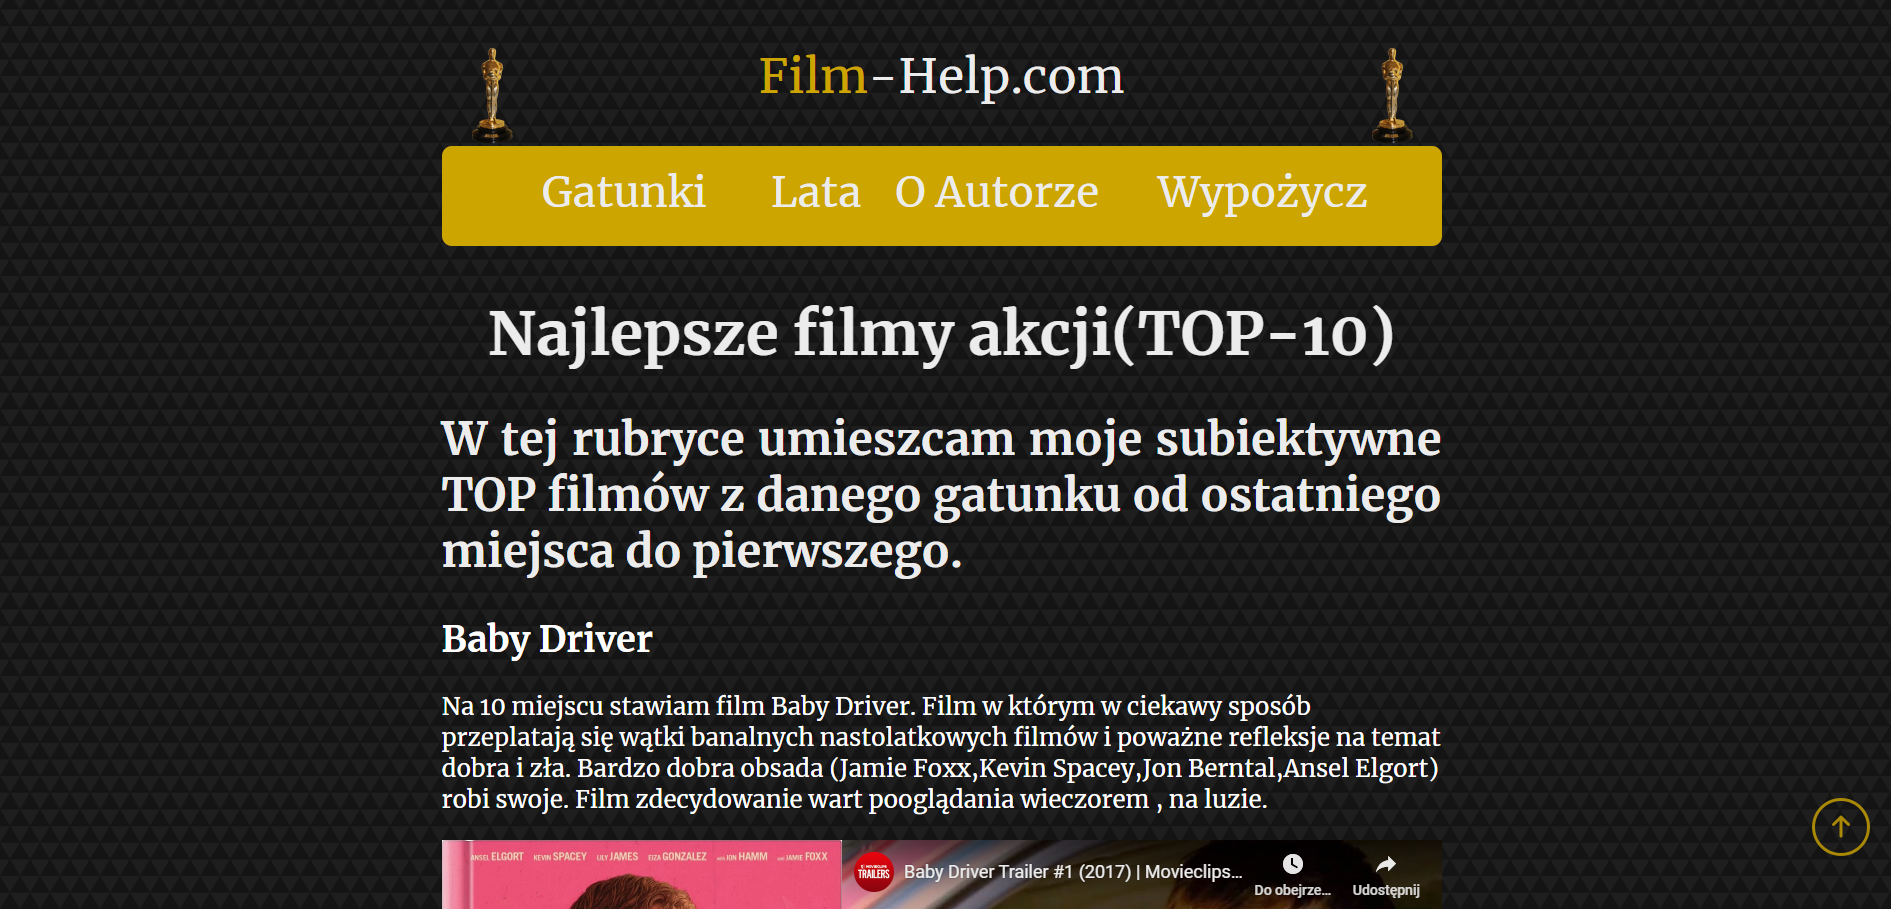 Film-Help.com
Gatunki Lata O Autorze Wypożycz
Najlepsze filmy akcji(TOP-10)
W tej rubryce umieszcam moje subiektywne
TOP filmów z danego gatunku od ostatniego
miejsca do pierwszego.
Baby Driver
Na 10 miejscu stawiam film Baby Driver. Film w którym w ciekawy sposób
przeplatają się wątki banalnych nastolatkowych filmów i poważne refleksje na temat
dobra i zła. Bardzo dobra obsada (Jamie Foxx,Kevin Spacey,Jon Berntal,Ansel Elgort)
robi swoje. Film zdecydowanie wart pooglądania wieczorem , na luzie.
ANSEL ELGORT KEVIN SPACEY LILY JAMES EIZA GONZALEZ WITH JON HAMM AND JAMIE FOXX
MOVIECLIPS
TRAILERS
Baby Driver Trailer #1 (2017) | Movieclips...
Do obejrze... Udostępnij